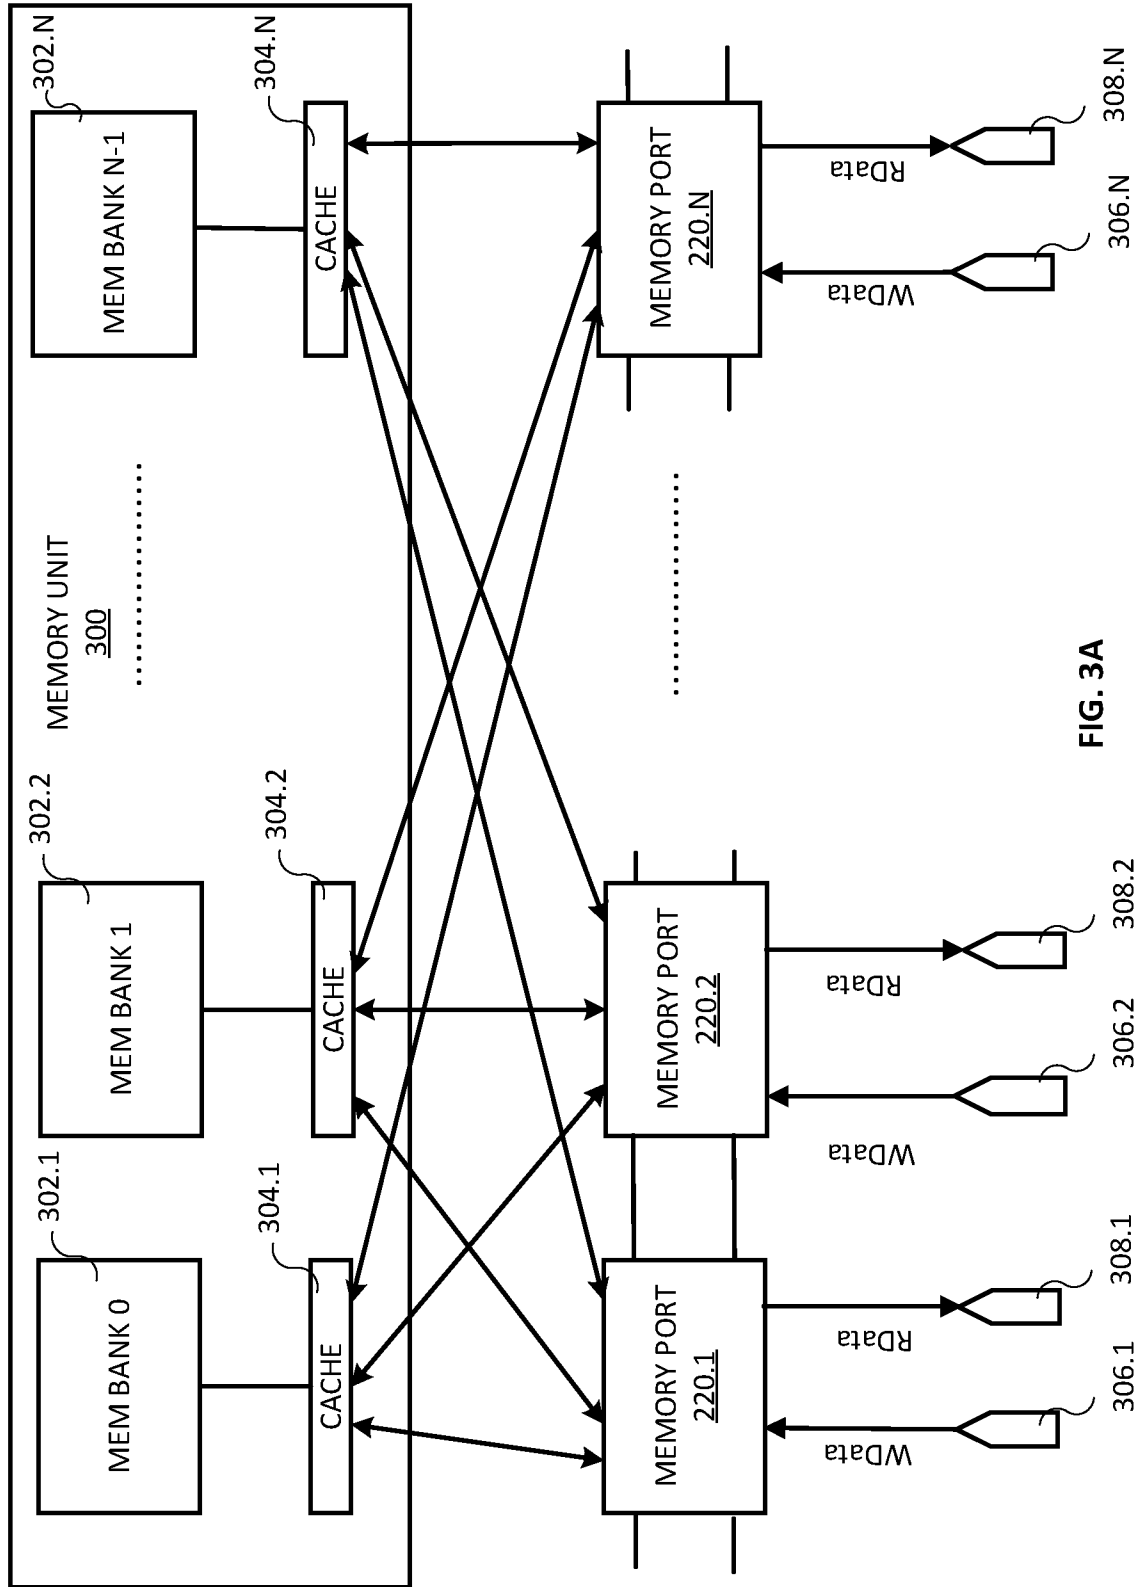 MEMORY UNIT
300
302.1
302.2
302.N
MEM BANK 0
MEM BANK 1
MEM BANK N-1
............
304.1
304.2
304.N
CACHE
CACHE
CACHE
MEMORY PORT
220.1
MEMORY PORT
220.2
............
MEMORY PORT
220.N
WData
RData
WData
RData
WData
RData
306.1
308.1
306.2
308.2
306.N
308.N
FIG. 3A